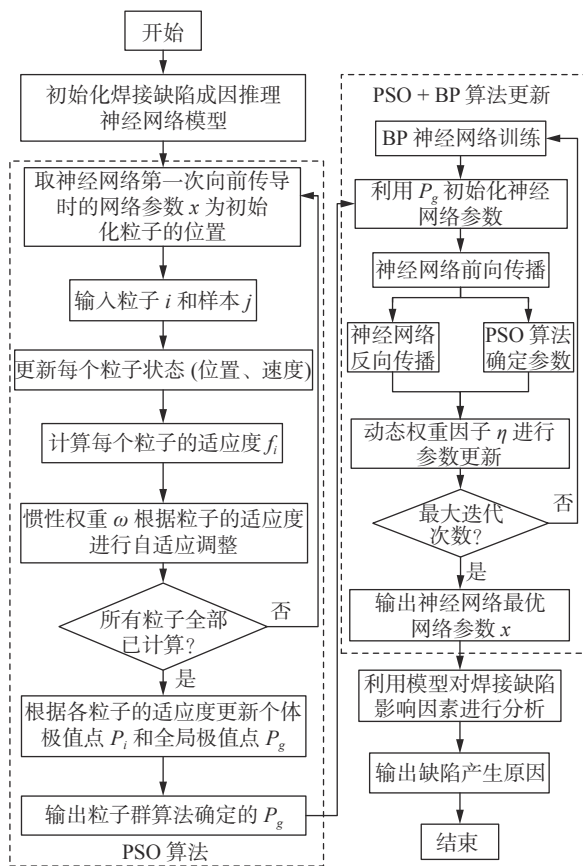 开始
初始化焊接缺陷成因推理
神经网络模型
取神经网络第一次向前传导
时的网络参数 x 为初始
化粒子的位置
输入粒子 i 和样本 j
更新每个粒子状态 (位置、速度)
计算每个粒子的适应度 fᵢ
惯性权重 ω 根据粒子的适应度
进行自适应调整
所有粒子全部
已计算?
否
是
根据各粒子的适应度更新个体
极值点 Pᵢ 和全局极值点 P_g
输出粒子群算法确定的 P_g
PSO 算法
PSO + BP 算法更新
BP 神经网络训练
利用 P_g 初始化神经
网络参数
神经网络前向传播
神经网络
反向传播
PSO 算法
确定参数
动态权重因子 η 进行
参数更新
最大迭代
次数?
否
是
输出神经网络最优
网络参数 x
利用模型对焊接缺陷
影响因素进行分析
输出缺陷产生原因
结束